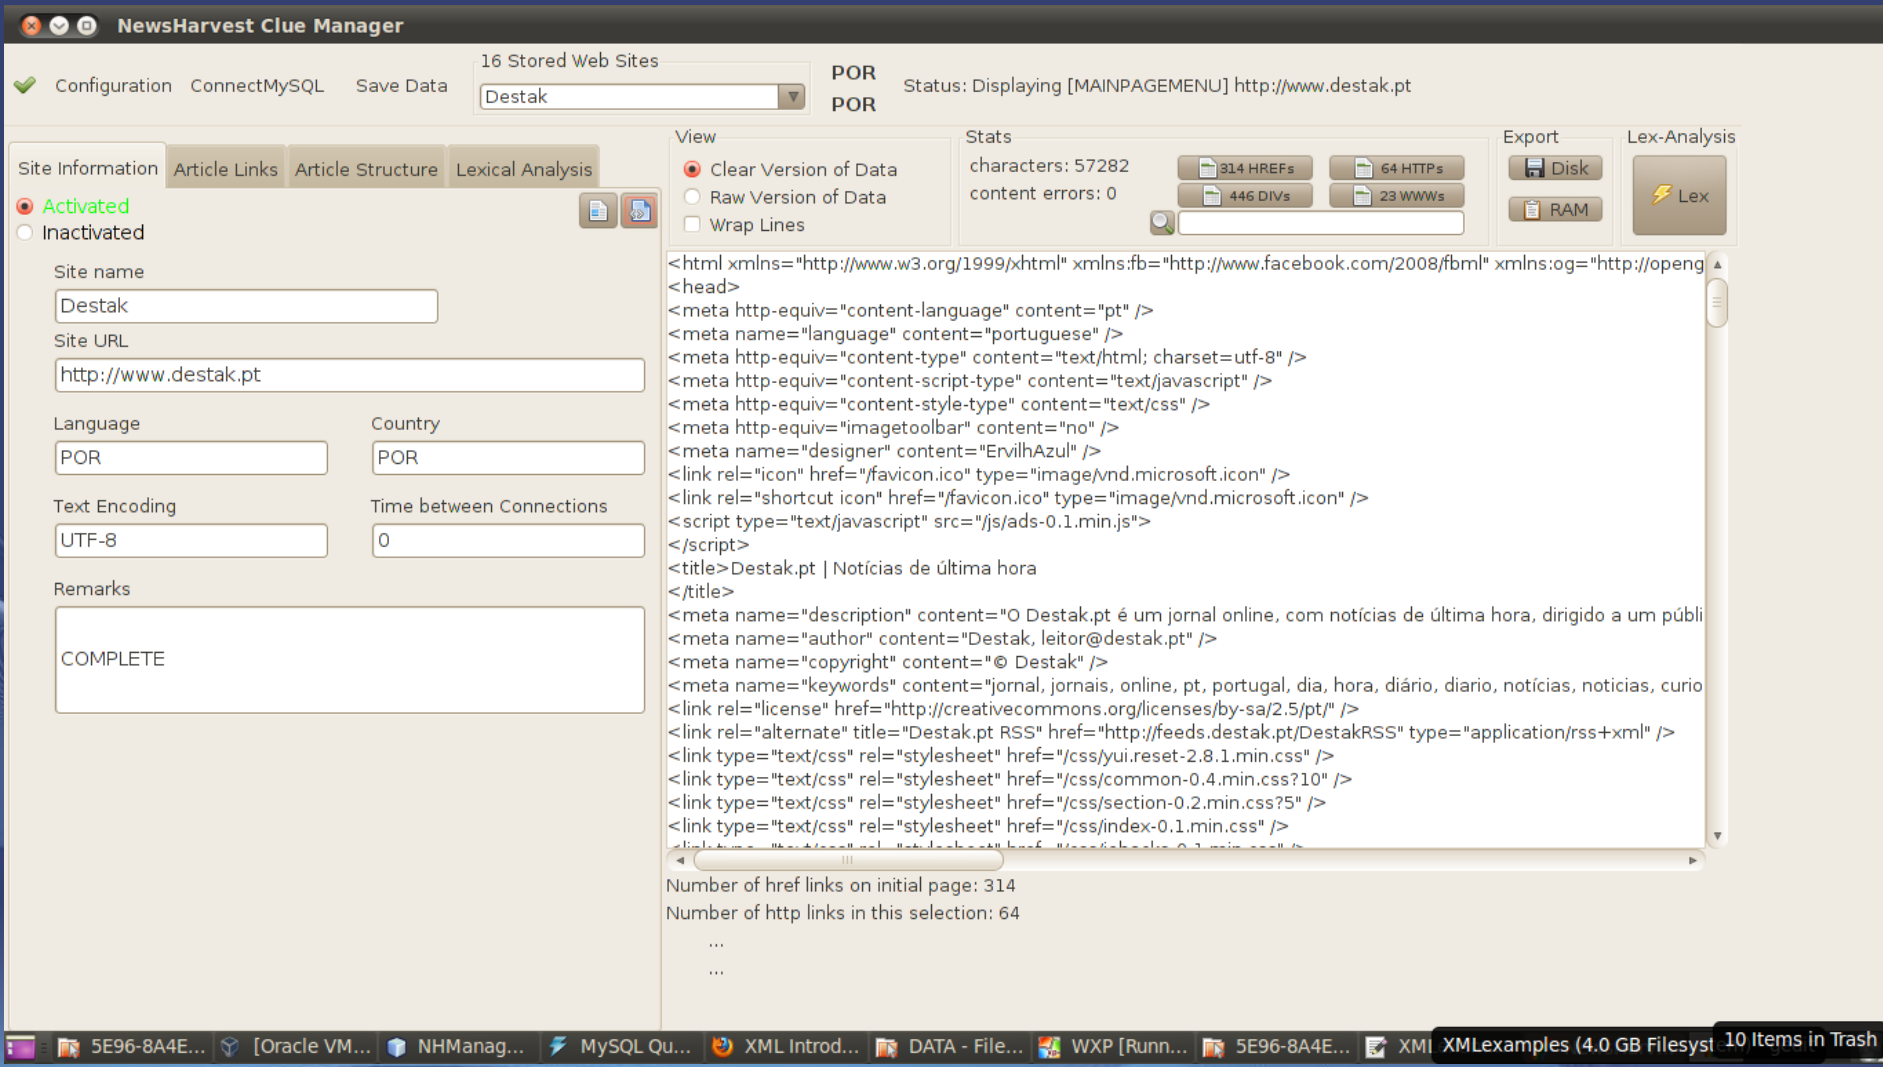 NewsHarvest Clue Manager
Configuration ConnectMySQL Save Data
16 Stored Web Sites
Destak
POR
POR
Status: Displaying [MAINPAGEMENU] http://www.destak.pt
Site Information Article Links Article Structure Lexical Analysis
Activated
Inactivated
Site name
Destak
Site URL
http://www.destak.pt
Language Country
POR POR
Text Encoding Time between Connections
UTF-8 0
Remarks
COMPLETE
View
Clear Version of Data
Raw Version of Data
Wrap Lines
Stats
characters: 57282
content errors: 0
314 HREFs 64 HTTPs
446 DIVs 23 WWWs
Export
Disk
RAM
Lex-Analysis
Lex
<html xmlns="http://www.w3.org/1999/xhtml" xmlns:fb="http://www.facebook.com/2008/fbml" xmlns:og="http://openg
<head>
<meta http-equiv="content-language" content="pt" />
<meta name="language" content="portuguese" />
<meta http-equiv="content-type" content="text/html; charset=utf-8" />
<meta http-equiv="content-script-type" content="text/javascript" />
<meta http-equiv="content-style-type" content="text/css" />
<meta http-equiv="imagetoolbar" content="no" />
<meta name="designer" content="ErvilhAzul" />
<link rel="icon" href="/favicon.ico" type="image/vnd.microsoft.icon" />
<link rel="shortcut icon" href="/favicon.ico" type="image/vnd.microsoft.icon" />
<script type="text/javascript" src="/js/ads-0.1.min.js">
</script>
<title>Destak.pt | Notícias de última hora
</title>
<meta name="description" content="O Destak.pt é um jornal online, com notícias de última hora, dirigido a um públi
<meta name="author" content="Destak, leitor@destak.pt" />
<meta name="copyright" content="© Destak" />
<meta name="keywords" content="jornal, jornais, online, pt, portugal, dia, hora, diário, diario, notícias, noticias, curio
<link rel="license" href="http://creativecommons.org/licenses/by-sa/2.5/pt/" />
<link rel="alternate" title="Destak.pt RSS" href="http://feeds.destak.pt/DestakRSS" type="application/rss+xml" />
<link type="text/css" rel="stylesheet" href="/css/yui.reset-2.8.1.min.css" />
<link type="text/css" rel="stylesheet" href="/css/common-0.4.min.css?10" />
<link type="text/css" rel="stylesheet" href="/css/section-0.2.min.css?5" />
<link type="text/css" rel="stylesheet" href="/css/index-0.1.min.css" />
Number of href links on initial page: 314
Number of http links in this selection: 64
...
...
5E96-8A4E... [Oracle VM... NHManag... MySQL Qu... XML Introd... DATA - File... WXP [Runn... 5E96-8A4E... XML
XMLexamples (4.0 GB Filesyst
10 Items in Trash